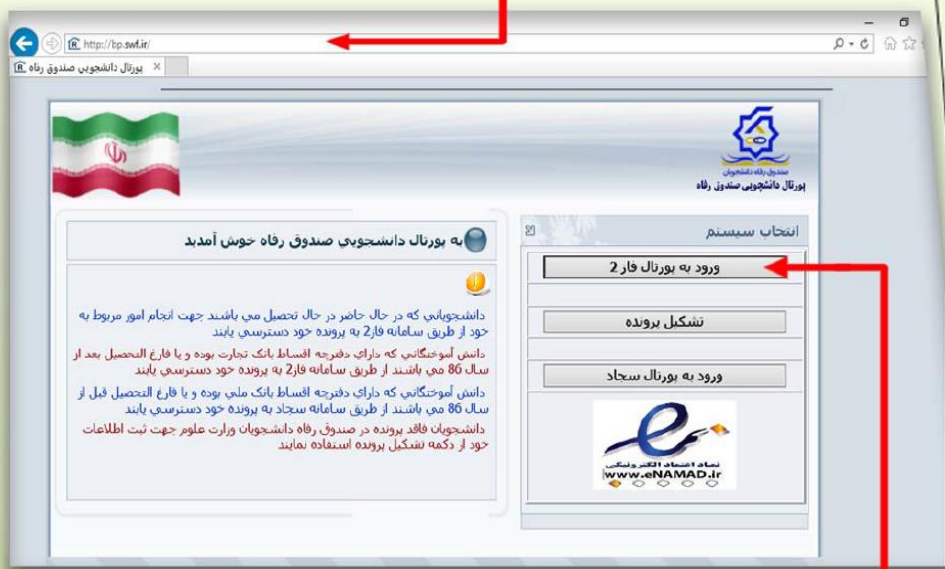 http://bp.swf.ir/
پورتال دانشجویی صندوق رفاه
صندوق رفاه دانشجویان
پورتال دانشجویی صندوق رفاه
انتخاب سیستم
ورود به پورتال فاز 2
تشکیل پرونده
ورود به پورتال سجاد
نماد اعتماد الکترونیکی
www.eNAMAD.ir
به پورتال دانشجويي صندوق رفاه خوش آمديد
دانشجوياني كه در حال حاضر در حال تحصيل مي باشند جهت انجام امور مربوط به
خود از طريق سامانه فاز2 به پرونده خود دسترسي يابند
دانش آموختگاني كه داراي دفترچه اقساط بانک تجارت بوده و يا فارغ التحصيل بعد از
سال 86 مي باشند از طريق سامانه فاز2 به پرونده خود دسترسي يابند
دانش آموختگاني كه داراي دفترچه اقساط بانک ملي بوده و يا فارغ التحصيل قبل از
سال 86 مي باشند از طريق سامانه سجاد به پرونده خود دسترسي يابند
دانشجويان فاقد پرونده در صندوق رفاه دانشجويان وزارت علوم جهت ثبت اطلاعات
خود از دكمه تشكيل پرونده استفاده نمايند